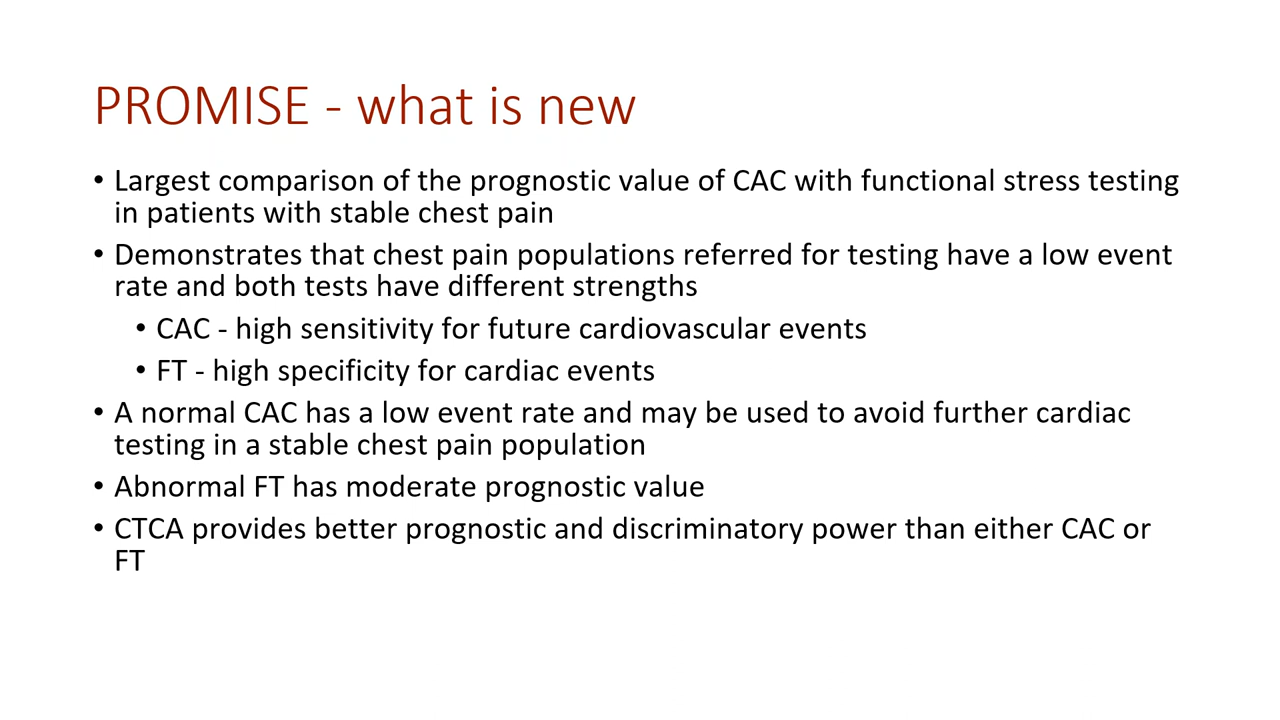 PROMISE - what is new
• Largest comparison of the prognostic value of CAC with functional stress testing
in patients with stable chest pain
• Demonstrates that chest pain populations referred for testing have a low event
rate and both tests have different strengths
• CAC - high sensitivity for future cardiovascular events
• FT - high specificity for cardiac events
• A normal CAC has a low event rate and may be used to avoid further cardiac
testing in a stable chest pain population
• Abnormal FT has moderate prognostic value
• CTCA provides better prognostic and discriminatory power than either CAC or
FT